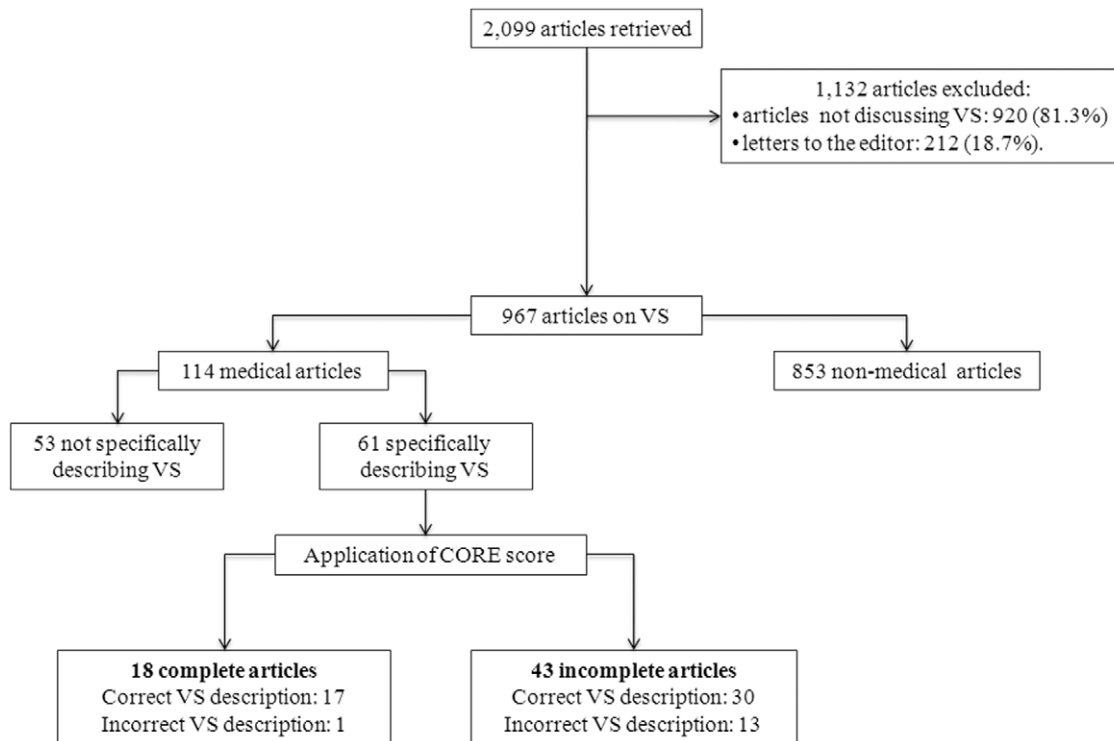 2,099 articles retrieved
1,132 articles excluded:
• articles not discussing VS: 920 (81.3%)
• letters to the editor: 212 (18.7%).
967 articles on VS
114 medical articles
853 non-medical articles
53 not specifically
describing VS
61 specifically
describing VS
Application of CORE score
18 complete articles
Correct VS description: 17
Incorrect VS description: 1
43 incomplete articles
Correct VS description: 30
Incorrect VS description: 13